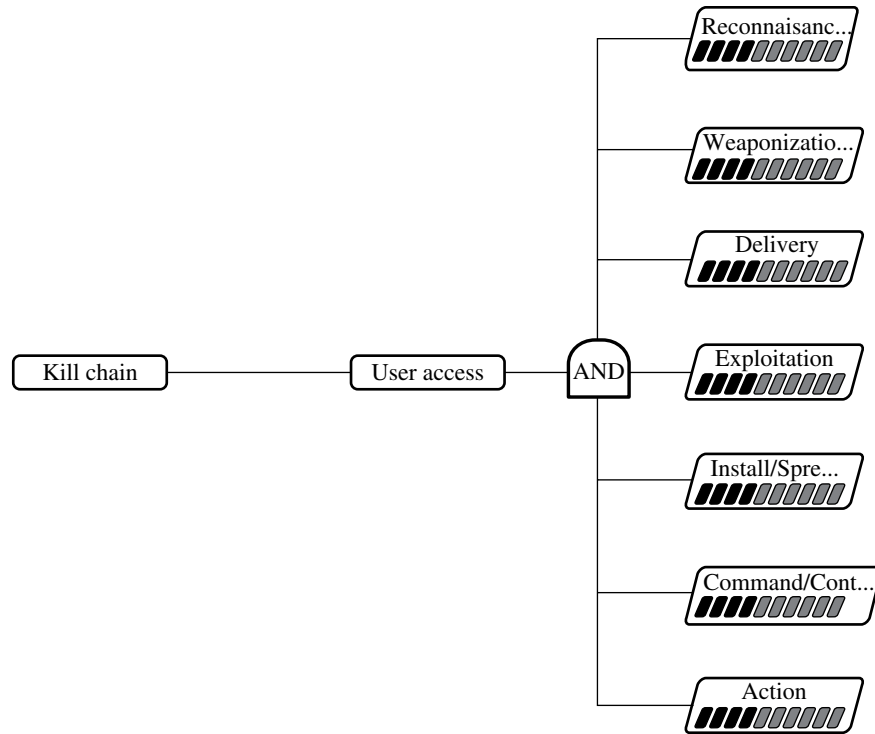 Reconnaisanc...
Weaponizatio...
Delivery
Kill chain
User access
AND
Exploitation
Install/Spre...
Command/Cont...
Action